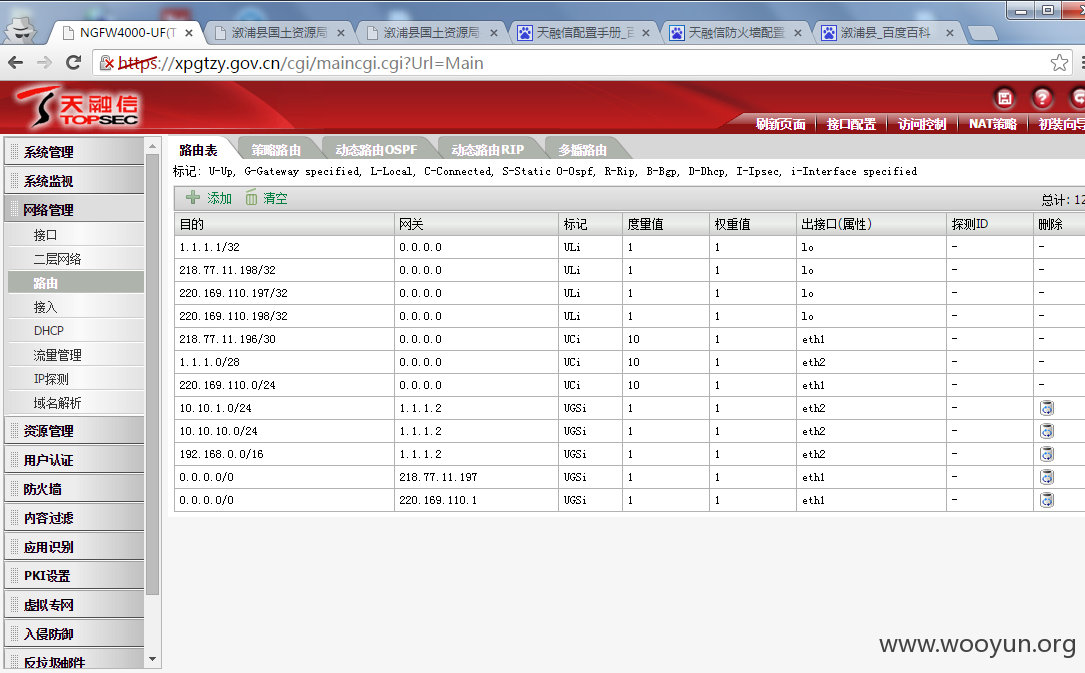 NGFW4000-UF(T
溆浦县国土资源局
溆浦县国土资源局
天融信配置手册_百
天融信防火墙配置
溆浦县_百度百科
https://xpgtzy.gov.cn/cgi/maincgi.cgi?Url=Main
天融信
TOPSEC
刷新页面 接口配置 访问控制 NAT策略 初装向导
系统管理
系统监视
网络管理
接口
二层网络
路由
接入
DHCP
流量管理
IP探测
域名解析
资源管理
用户认证
防火墙
内容过滤
应用识别
PKI设置
虚拟专网
入侵防御
反垃圾邮件
路由表 策略路由 动态路由OSPF 动态路由RIP 多播路由
标记: U-Up, G-Gateway specified, L-Local, C-Connected, S-Static O-Ospf, R-Rip, B-Bgp, D-Dhcp, I-Ipsec, i-Interface specified
添加 清空 总计: 12
目的 网关 标记 度量值 权重值 出接口(属性) 探测ID 删除
1.1.1.1/32 0.0.0.0 ULi 1 1 lo - -
218.77.11.198/32 0.0.0.0 ULi 1 1 lo - -
220.169.110.197/32 0.0.0.0 ULi 1 1 lo - -
220.169.110.198/32 0.0.0.0 ULi 1 1 lo - -
218.77.11.196/30 0.0.0.0 UCi 10 1 eth1 - -
1.1.1.0/28 0.0.0.0 UCi 10 1 eth2 - -
220.169.110.0/24 0.0.0.0 UCi 10 1 eth1 - -
10.10.1.0/24 1.1.1.2 UGSi 1 1 eth2 -
10.10.10.0/24 1.1.1.2 UGSi 1 1 eth2 -
192.168.0.0/16 1.1.1.2 UGSi 1 1 eth2 -
0.0.0.0/0 218.77.11.197 UGSi 1 1 eth1 -
0.0.0.0/0 220.169.110.1 UGSi 1 1 eth1 -
www.wooyun.org